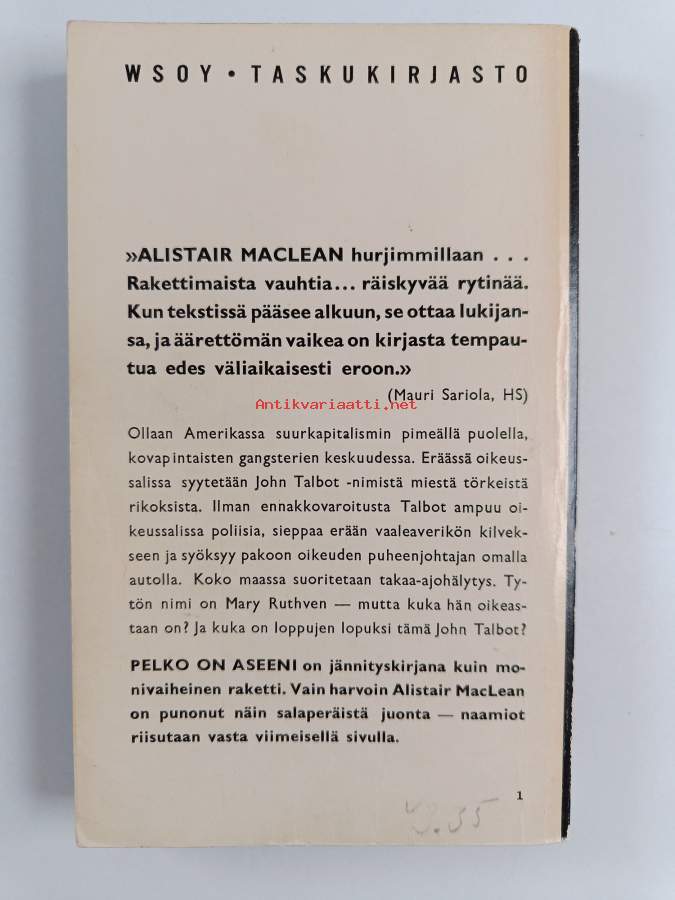 WSOY • TASKUKIRJASTO
»ALISTAIR MACLEAN hurjimmillaan . . .
Rakettimaista vauhtia... räiskyvää rytinää.
Kun tekstissä pääsee alkuun, se ottaa lukijan-
sa, ja äärettömän vaikea on kirjasta tempau-
tua edes väliaikaisesti eroon.»
(Mauri Sariola, HS)
Antikvariaatti.net
Ollaan Amerikassa suurkapitalismin pimeällä puolella,
kovapintaisten gangsterien keskuudessa. Eräässä oikeus-
salissa syytetään John Talbot -nimistä miestä törkeistä
rikoksista. Ilman ennakkovaroitusta Talbot ampuu oi-
keussalissa poliisia, sieppaa erään vaaleaverikön kilvek-
seen ja syöksyy pakoon oikeuden puheenjohtajan omalla
autolla. Koko maassa suoritetaan takaa-ajohälytys. Ty-
tön nimi on Mary Ruthven — mutta kuka hän oikeas-
taan on? Ja kuka on loppujen lopuksi tämä John Talbot?
PELKO ON ASEENI on jännityskirjana kuin mo-
nivaiheinen raketti. Vain harvoin Alistair MacLean
on punonut näin salaperäistä juonta — naamiot
riisutaan vasta viimeisellä sivulla.
1